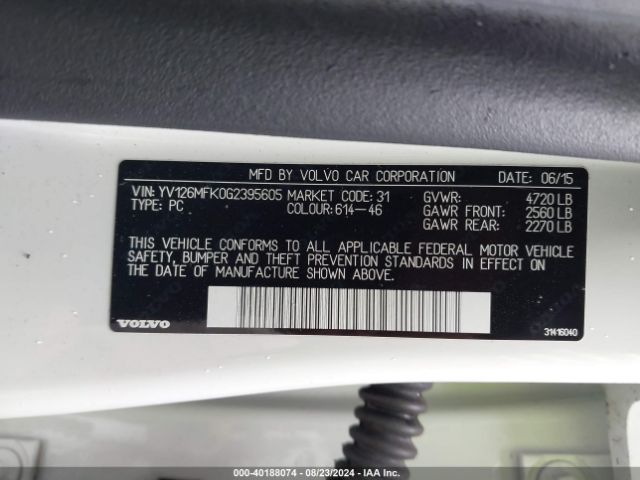 MFD BY VOLVO CAR CORPORATION DATE: 06/15
VIN: YV126MFK0G2395605 MARKET CODE: 31 GVWR: 4720 LB
TYPE: PC COLOUR: 614-46 GAWR FRONT: 2560 LB
GAWR REAR: 2270 LB
THIS VEHICLE CONFORMS TO ALL APPLICABLE FEDERAL MOTOR VEHICLE
SAFETY, BUMPER AND THEFT PREVENTION STANDARDS IN EFFECT ON
THE DATE OF MANUFACTURE SHOWN ABOVE.
VOLVO 31416040
000-40188074 - 08/23/2024 - IAA Inc.